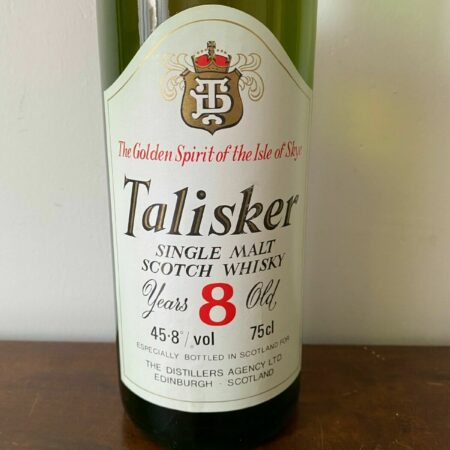 The Golden Spirit of the Isle of Skye
Talisker
SINGLE MALT
SCOTCH WHISKY
Years 8 Old
45·8°/vol 75cl
ESPECIALLY BOTTLED IN SCOTLAND FOR
THE DISTILLERS AGENCY LTD.
EDINBURGH · SCOTLAND